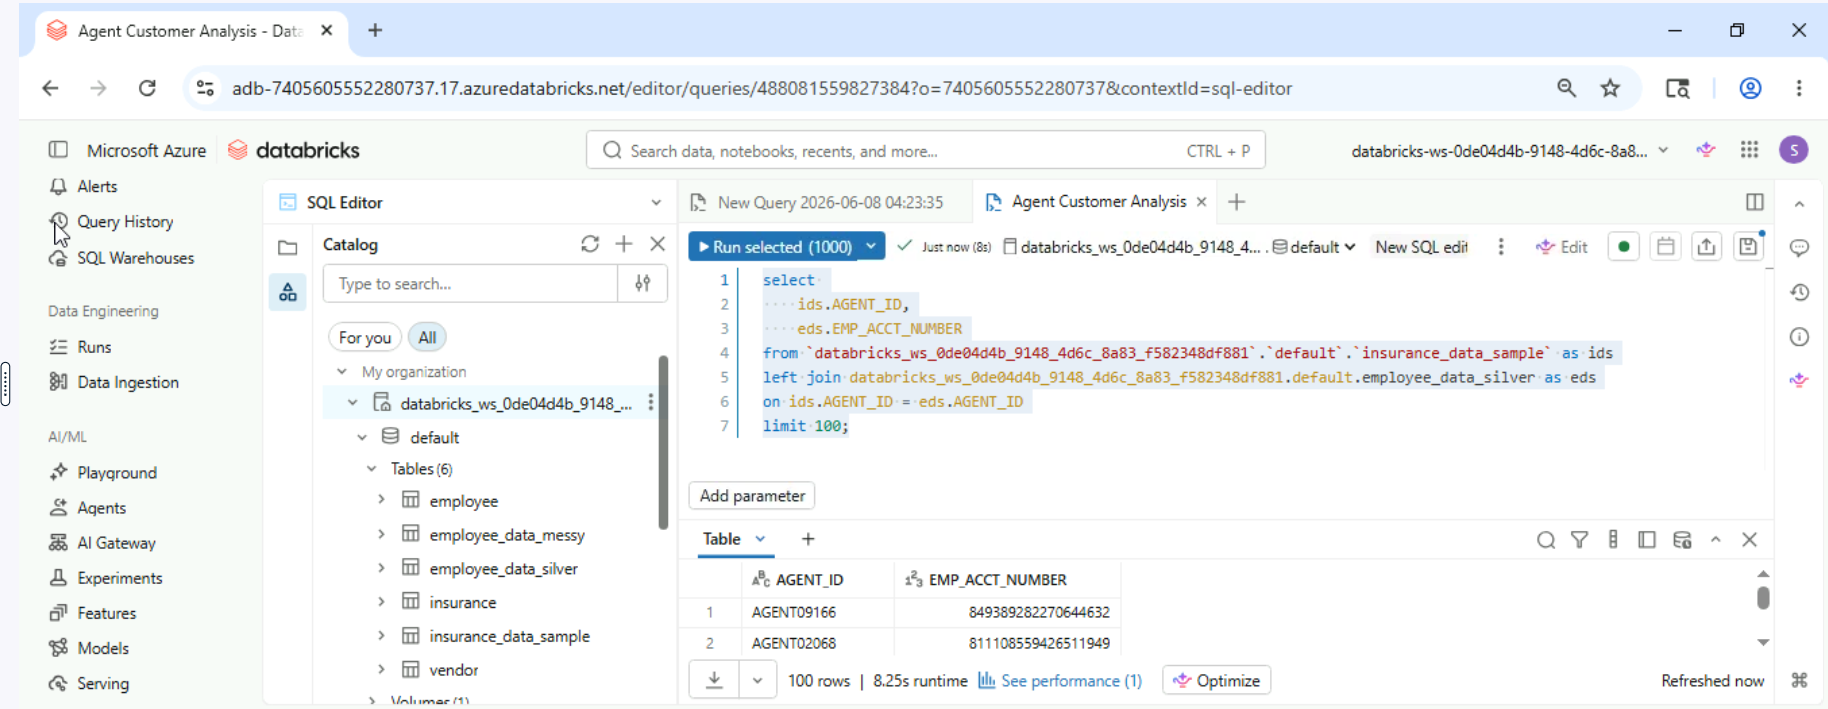 Agent Customer Analysis - Data
adb-7405605552280737.17.azuredatabricks.net/editor/queries/488081559827384?o=7405605552280737&contextId=sql-editor
Microsoft Azure databricks
Search data, notebooks, recents, and more... CTRL + P
databricks-ws-0de04d4b-9148-4d6c-8a8... S
Alerts
Query History
SQL Warehouses
Data Engineering
Runs
Data Ingestion
AI/ML
Playground
Agents
AI Gateway
Experiments
Features
Models
Serving
SQL Editor
Catalog
Type to search...
For you All
My organization
databricks_ws_0de04d4b_9148_...
default
Tables (6)
employee
employee_data_messy
employee_data_silver
insurance
insurance_data_sample
vendor
Volumes (1)
New Query 2026-06-08 04:23:35 Agent Customer Analysis
Run selected (1000) Just now (8s) databricks_ws_0de04d4b_9148_4... . default New SQL edit Edit
1 select
2 ids.AGENT_ID,
3 eds.EMP_ACCT_NUMBER
4 from `databricks_ws_0de04d4b_9148_4d6c_8a83_f582348df881`.`default`.`insurance_data_sample` as ids
5 left join databricks_ws_0de04d4b_9148_4d6c_8a83_f582348df881.default.employee_data_silver as eds
6 on ids.AGENT_ID = eds.AGENT_ID
7 limit 100;
Add parameter
Table
AGENT_ID EMP_ACCT_NUMBER
1 AGENT09166 849389282270644632
2 AGENT02068 811108559426511949
100 rows | 8.25s runtime See performance (1) Optimize Refreshed now